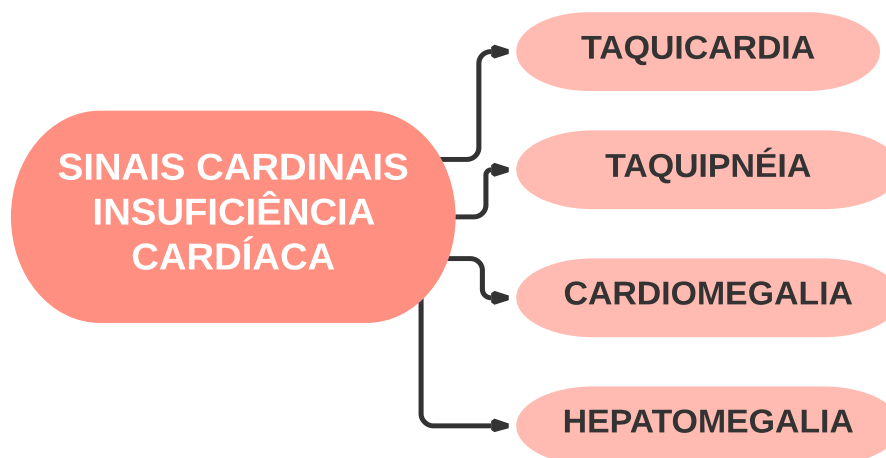 SINAIS CARDINAIS
INSUFICIÊNCIA
CARDÍACA
TAQUICARDIA
TAQUIPNÉIA
CARDIOMEGALIA
HEPATOMEGALIA